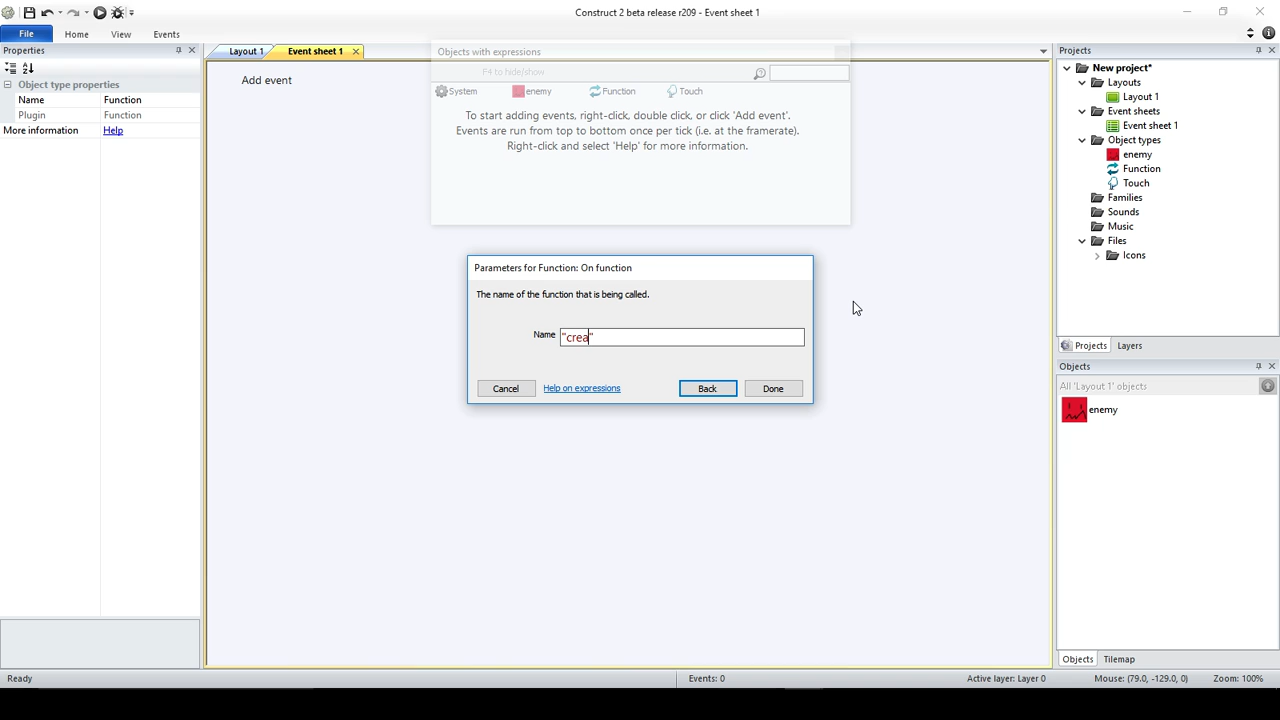 Construct 2 beta release r209 - Event sheet 1
File Home View Events
Properties
Layout 1 Event sheet 1
Objects with expressions
Projects
Add event
F4 to hide/show
New project*
Object type properties
Layouts
System enemy Function Touch
Name Function
Layout 1
Plugin Function
To start adding events, right-click, double click, or click 'Add event'.
Event sheets
More information Help
Events are run from top to bottom once per tick (i.e. at the framerate).
Event sheet 1
Right-click and select 'Help' for more information.
Object types
enemy
Function
Touch
Families
Sounds
Music
Files
Icons
Parameters for Function: On function
The name of the function that is being called.
Name "crea"
Projects Layers
Objects
All 'Layout 1' objects
Cancel Help on expressions Back Done
enemy
Objects Tilemap
Ready Events: 0 Active layer: Layer 0 Mouse: (79.0, -129.0, 0) Zoom: 100%